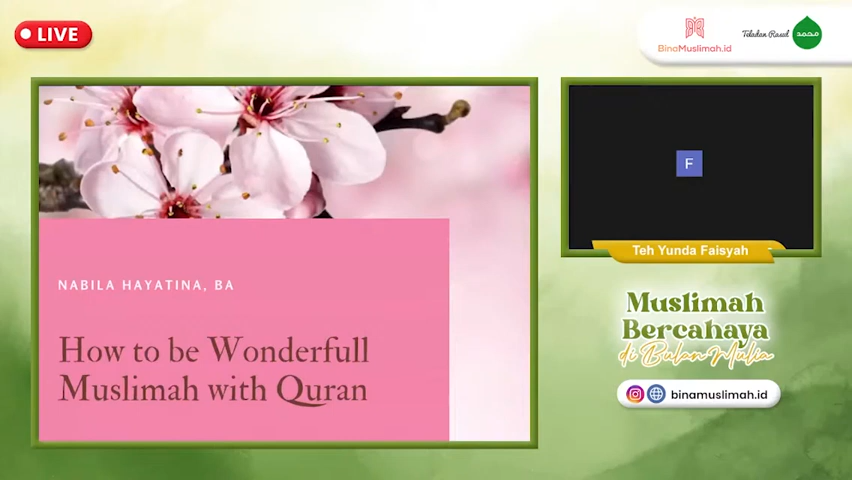 LIVE
BinaMuslimah.id
Teladan Rasul
محمد
NABILA HAYATINA, BA
How to be Wonderfull
Muslimah with Quran
F
Teh Yunda Faisyah
Muslimah
Bercahaya
di Bulan Mulia
binamuslimah.id